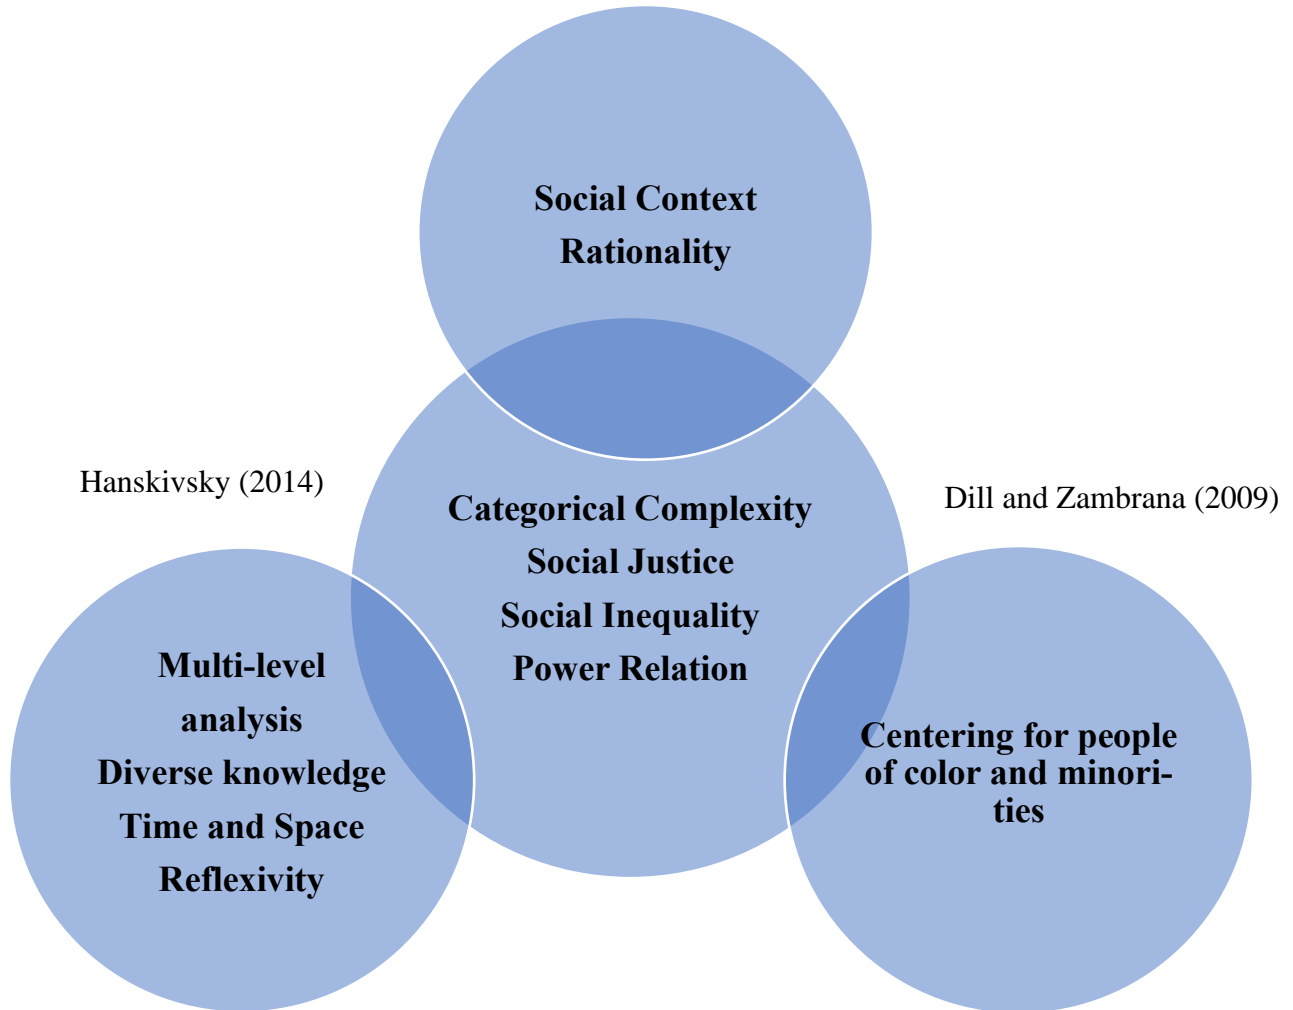 Social Context
Rationality
Hanskivsky (2014)
Dill and Zambrana (2009)
Categorical Complexity
Social Justice
Social Inequality
Power Relation
Multi-level
analysis
Diverse knowledge
Time and Space
Reflexivity
Centering for people
of color and minori-
ties